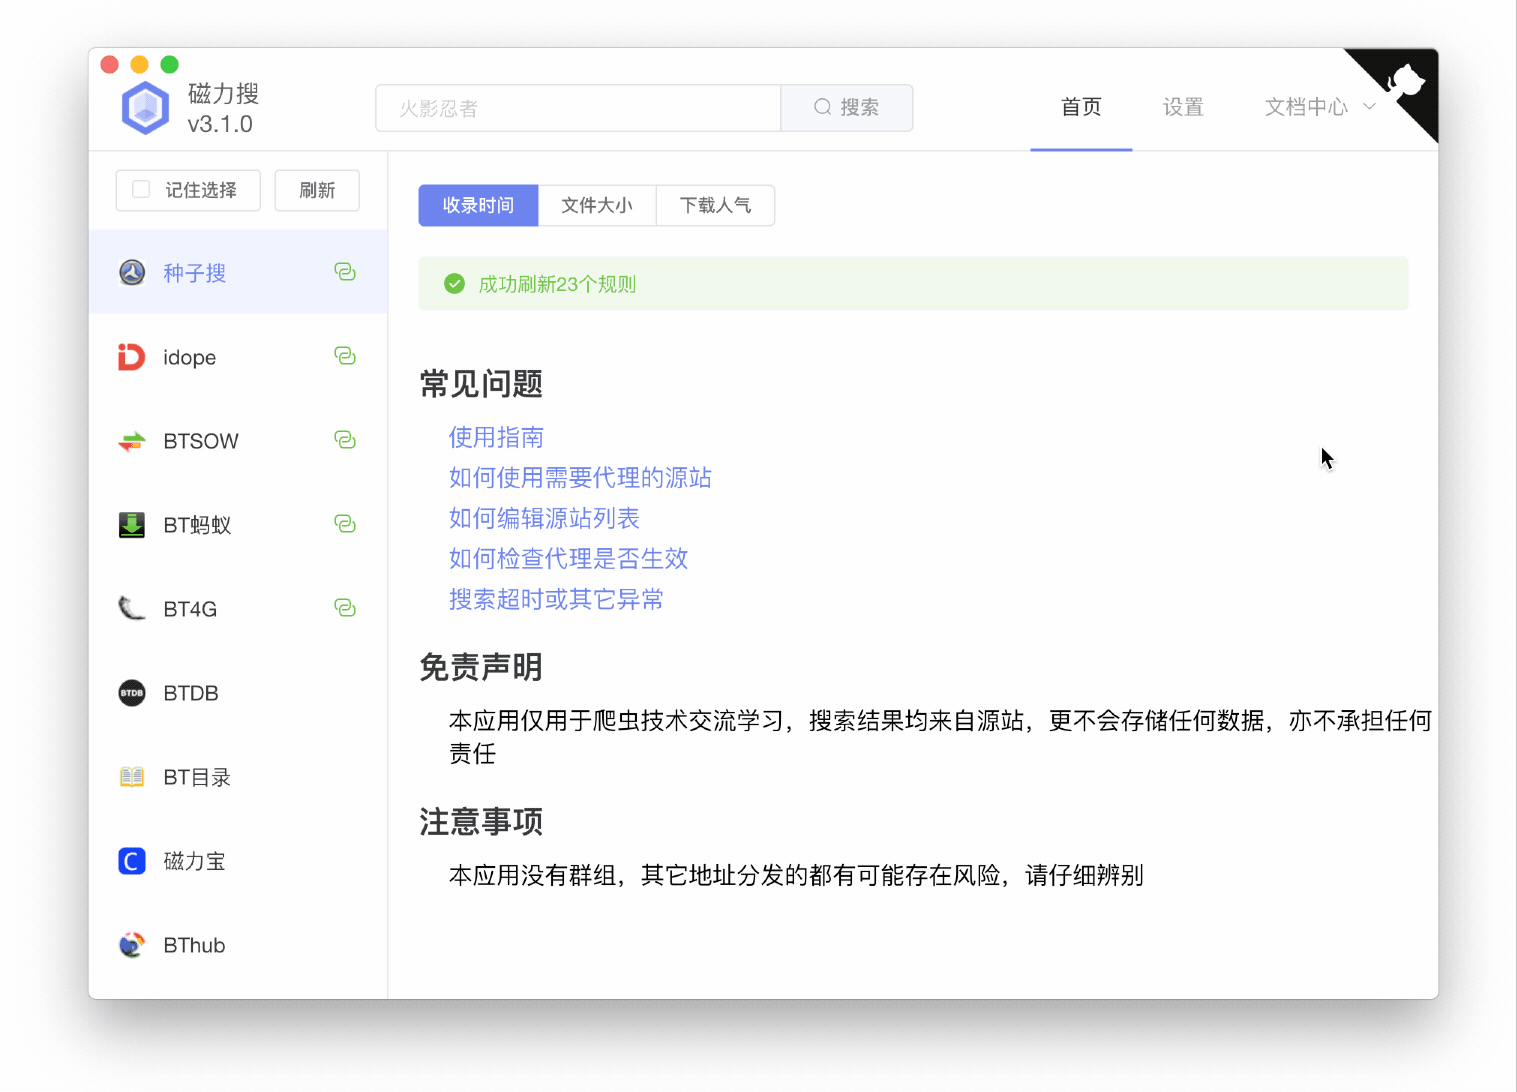 磁力搜
v3.1.0
火影忍者
搜索
首页
设置
文档中心
记住选择
刷新
种子搜
idope
BTSOW
BT蚂蚁
BT4G
BTDB
BTDB
BT目录
C
磁力宝
BThub
收录时间
文件大小
下载人气
成功刷新23个规则
常见问题
使用指南
如何使用需要代理的源站
如何编辑源站列表
如何检查代理是否生效
搜索超时或其它异常
免责声明
本应用仅用于爬虫技术交流学习，搜索结果均来自源站，更不会存储任何数据，亦不承担任何
责任
注意事项
本应用没有群组，其它地址分发的都有可能存在风险，请仔细辨别